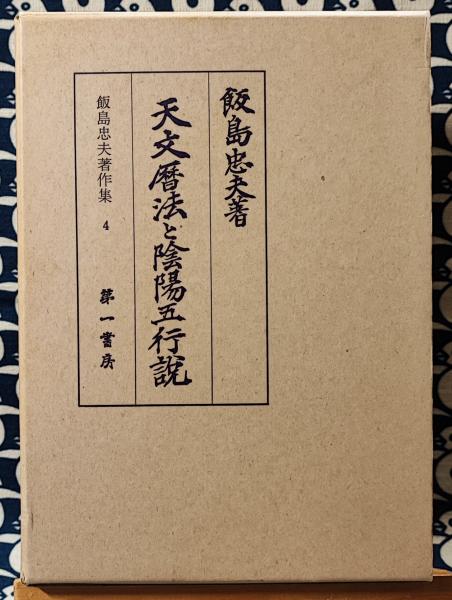 飯島忠夫著
天文暦法と陰陽五行説
飯島忠夫著作集 4
第一書房